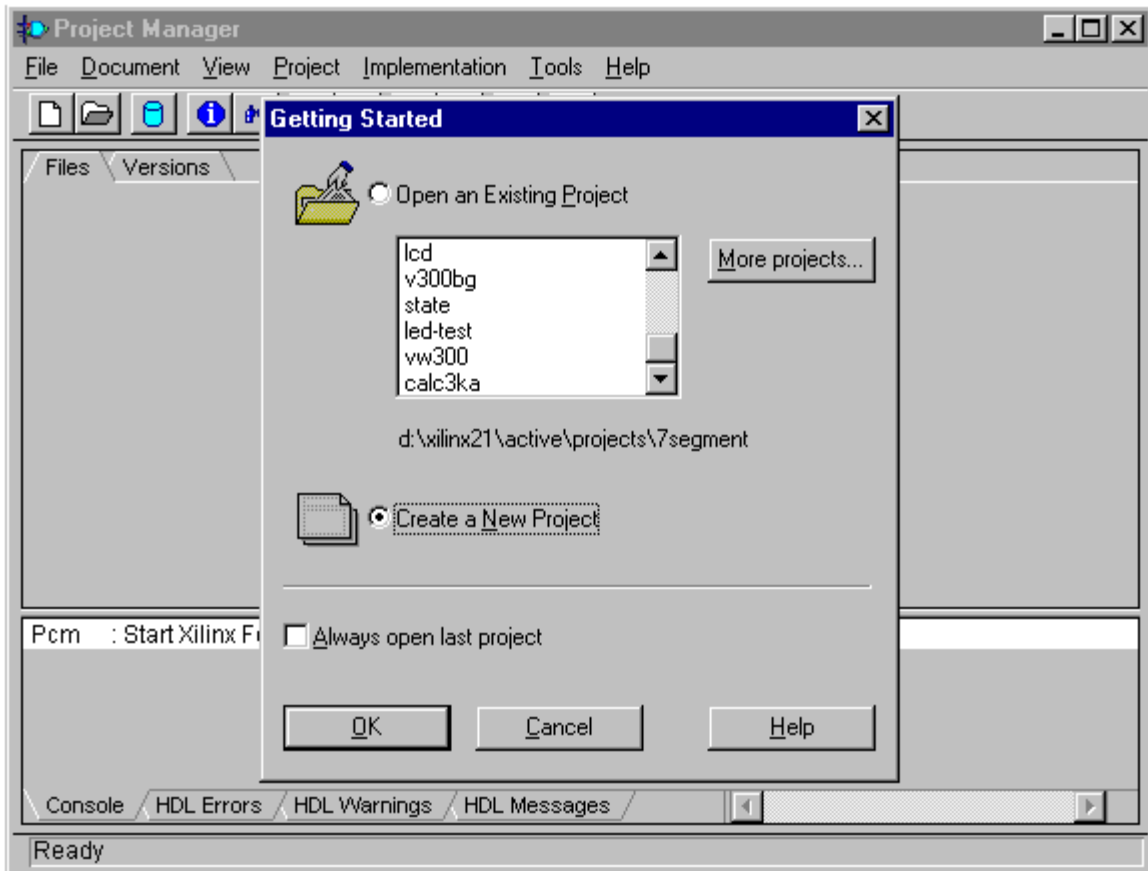 Project Manager
File Document View Project Implementation Tools Help
Getting Started
Files Versions
Open an Existing Project
lcd
v300bg
state
led-test
vw300
calc3ka
More projects...
d:\xilinx21\active\projects\7segment
Create a New Project
Pcm : Start Xilinx
Always open last project
OK Cancel Help
Console HDL Errors HDL Warnings HDL Messages
Ready